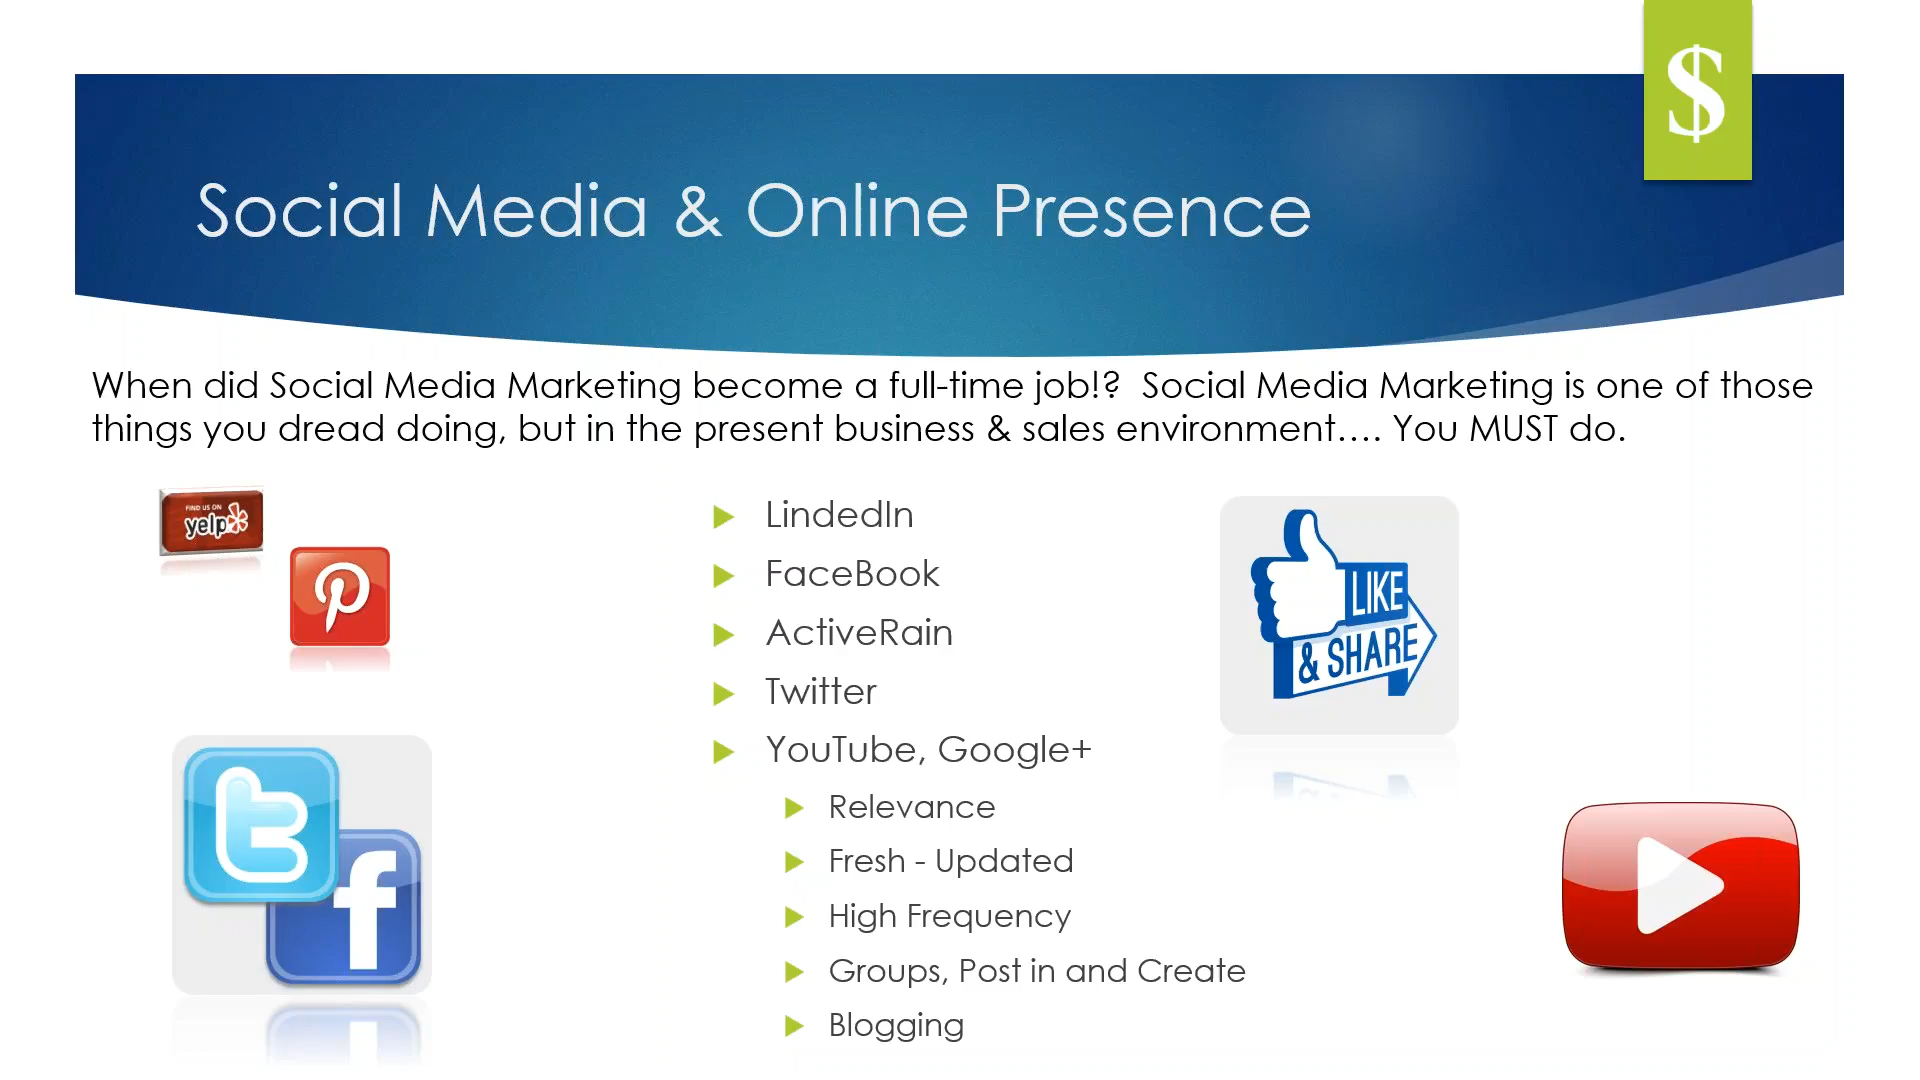 $
Social Media & Online Presence
When did Social Media Marketing become a full-time job!?  Social Media Marketing is one of those
things you dread doing, but in the present business & sales environment…. You MUST do.
FIND US ON
yelp
LindedIn
FaceBook
ActiveRain
Twitter
YouTube, Google+
Relevance
Fresh - Updated
High Frequency
Groups, Post in and Create
Blogging
LIKE
& SHARE